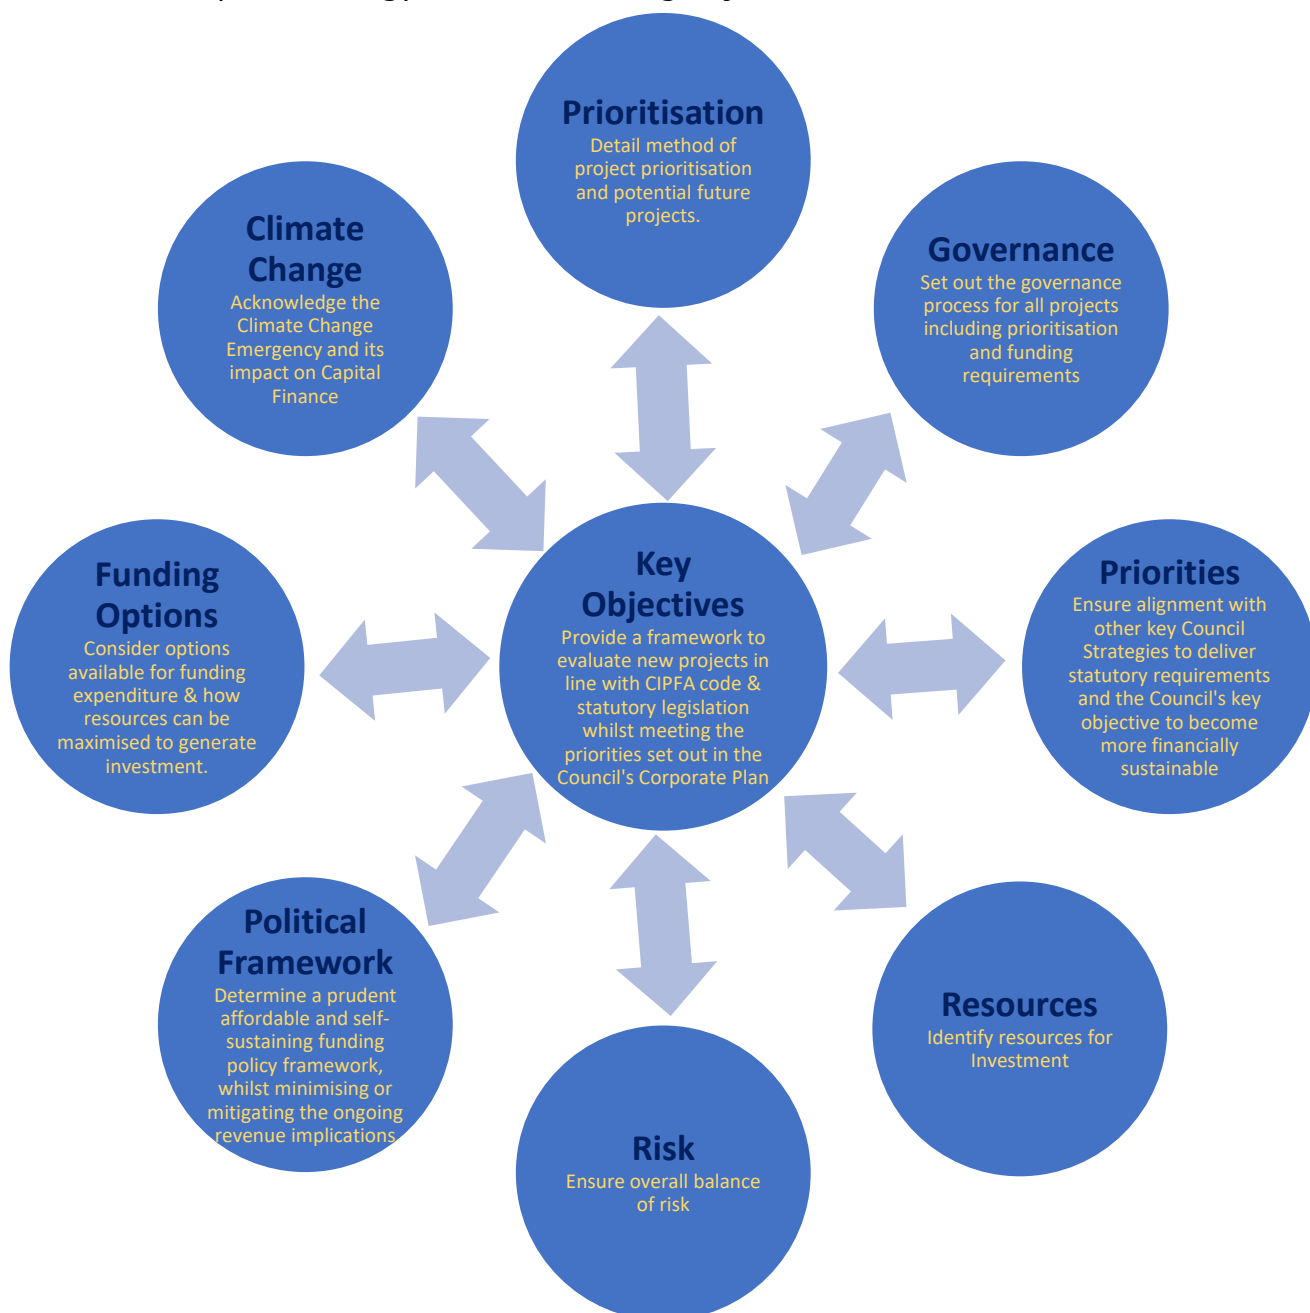 Prioritisation
Detail method of
project prioritisation
and potential future
projects.
Climate
Change
Acknowledge the
Climate Change
Emergency and its
impact on Capital
Finance
Governance
Set out the governance
process for all projects
including prioritisation
and funding
requirements
Funding
Options
Consider options
available for funding
expenditure & how
resources can be
maximised to generate
investment.
Key
Objectives
Provide a framework to
evaluate new projects in
line with CIPFA code &
statutory legislation
whilst meeting the
priorities set out in the
Council's Corporate Plan
Priorities
Ensure alignment with
other key Council
Strategies to deliver
statutory requirements
and the Council's key
objective to become
more financially
sustainable
Political
Framework
Determine a prudent
affordable and self-
sustaining funding
policy framework,
whilst minimising or
mitigating the ongoing
revenue implications
Resources
Identify resources for
Investment
Risk
Ensure overall balance
of risk